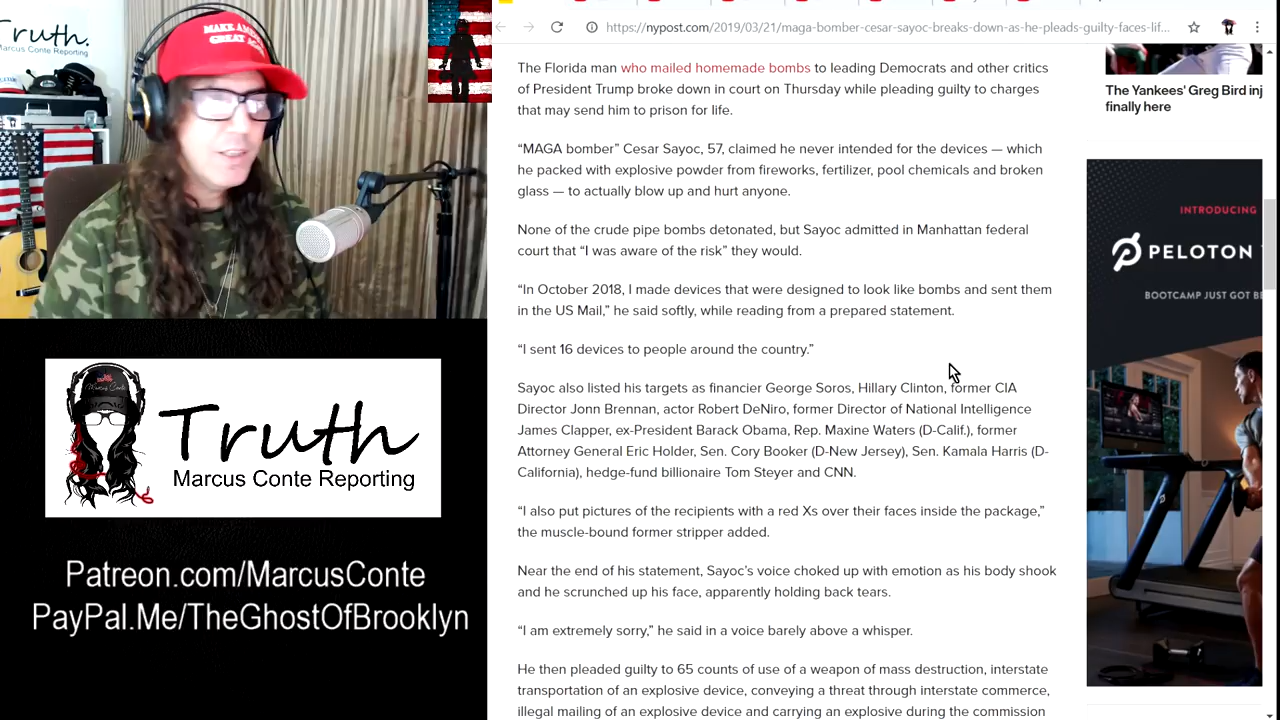 Truth.
Marcus Conte Reporting
MAKE AMERICA
GREAT AGAIN
https://nypost.com/2019/03/21/maga-bomber-cesar-sayoc-breaks-down-as-he-pleads-guilty-faces-lif...
The Florida man who mailed homemade bombs to leading Democrats and other critics
of President Trump broke down in court on Thursday while pleading guilty to charges
that may send him to prison for life.
“MAGA bomber” Cesar Sayoc, 57, claimed he never intended for the devices — which
he packed with explosive powder from fireworks, fertilizer, pool chemicals and broken
glass — to actually blow up and hurt anyone.
None of the crude pipe bombs detonated, but Sayoc admitted in Manhattan federal
court that “I was aware of the risk” they would.
“In October 2018, I made devices that were designed to look like bombs and sent them
in the US Mail,” he said softly, while reading from a prepared statement.
“I sent 16 devices to people around the country.”
Sayoc also listed his targets as financier George Soros, Hillary Clinton, former CIA
Director Jonn Brennan, actor Robert DeNiro, former Director of National Intelligence
James Clapper, ex-President Barack Obama, Rep. Maxine Waters (D-Calif.), former
Attorney General Eric Holder, Sen. Cory Booker (D-New Jersey), Sen. Kamala Harris (D-
California), hedge-fund billionaire Tom Steyer and CNN.
“I also put pictures of the recipients with a red Xs over their faces inside the package,”
the muscle-bound former stripper added.
Near the end of his statement, Sayoc’s voice choked up with emotion as his body shook
and he scrunched up his face, apparently holding back tears.
“I am extremely sorry,” he said in a voice barely above a whisper.
He then pleaded guilty to 65 counts of use of a weapon of mass destruction, interstate
transportation of an explosive device, conveying a threat through interstate commerce,
illegal mailing of an explosive device and carrying an explosive during the commission
The Yankees' Greg Bird inj
finally here
INTRODUCING
PELOTON
BOOTCAMP JUST GOT BE
Marcus Conte
Truth
Marcus Conte Reporting
Patreon.com/MarcusConte
PayPal.Me/TheGhostOfBrooklyn